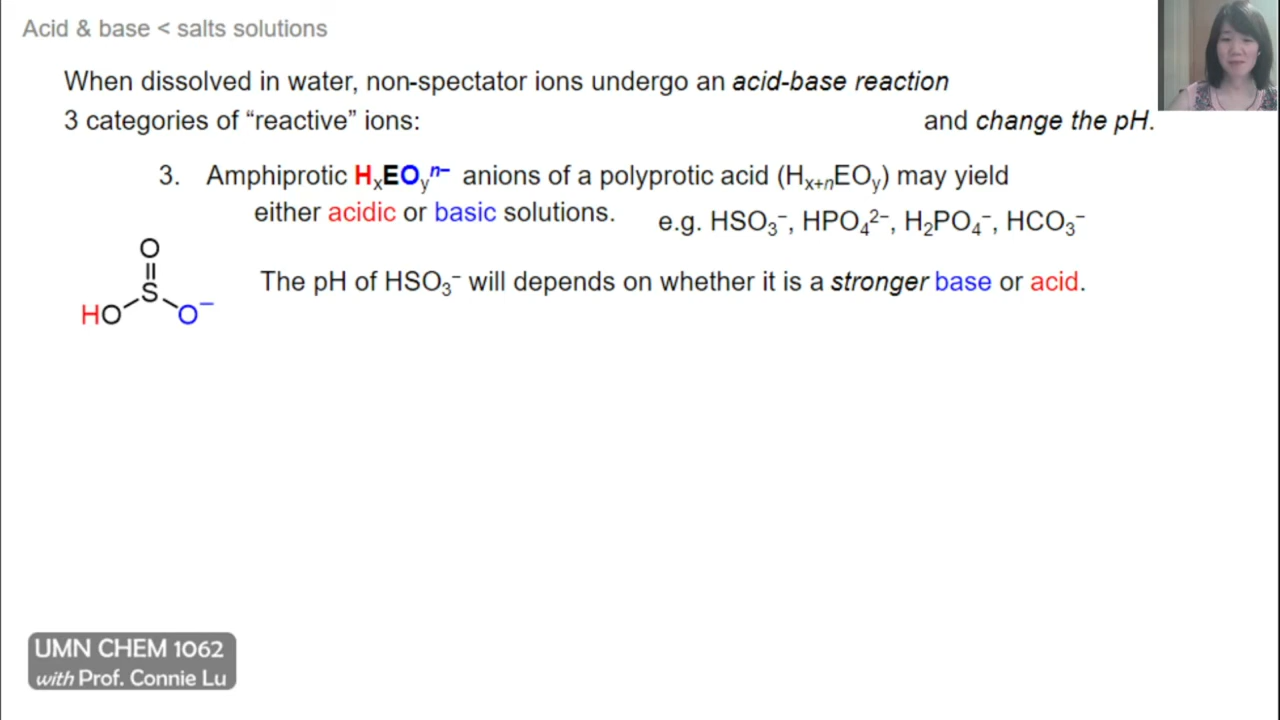 Acid & base < salts solutions
When dissolved in water, non-spectator ions undergo an acid-base reaction
3 categories of “reactive” ions: and change the pH.
3. Amphiprotic HₓEOᵧⁿ⁻ anions of a polyprotic acid (Hₓ₊ₙEOᵧ) may yield
either acidic or basic solutions. e.g. HSO₃⁻, HPO₄²⁻, H₂PO₄⁻, HCO₃⁻
The pH of HSO₃⁻ will depends on whether it is a stronger base or acid.
O
S
HO O⁻
UMN CHEM 1062
with Prof. Connie Lu